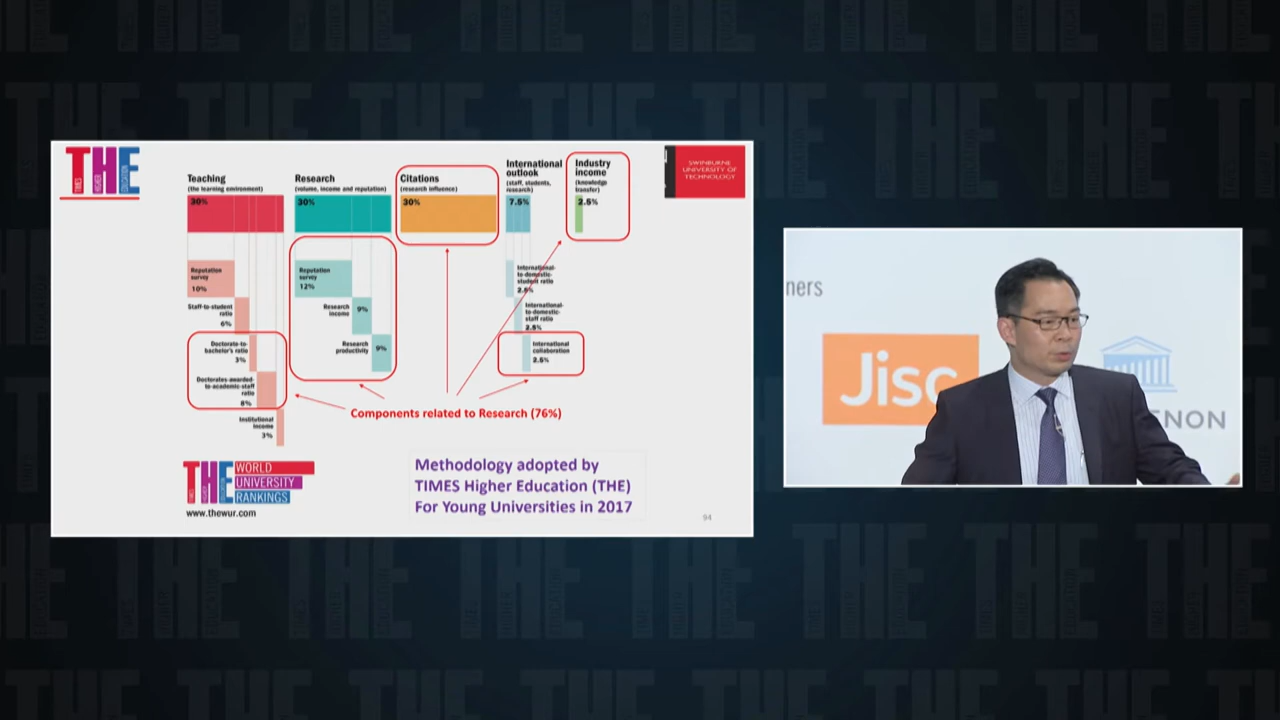 THE
TIMES
HIGHER
EDUCATION
SWINBURNE
UNIVERSITY OF
TECHNOLOGY
Teaching
(the learning environment)
30%
Research
(volume, income and reputation)
30%
Citations
(research influence)
30%
International
outlook
(staff, students,
research)
7.5%
Industry
income
(knowledge
transfer)
2.5%
Reputation
survey
10%
Staff-to-student
ratio
6%
Doctorate-to-
bachelor's ratio
3%
Doctorates-awarded-
to-academic-staff
ratio
6%
Institutional
income
3%
Reputation
survey
12%
Research
income
9%
Research
productivity
9%
International-
to-domestic-
student ratio
2.5%
International-
to-domestic-
staff ratio
2.5%
International
collaboration
2.5%
Components related to Research (76%)
THE
WORLD
UNIVERSITY
RANKINGS
www.thewur.com
Methodology adopted by
TIMES Higher Education (THE)
For Young Universities in 2017
94
ners
Jisc
NON